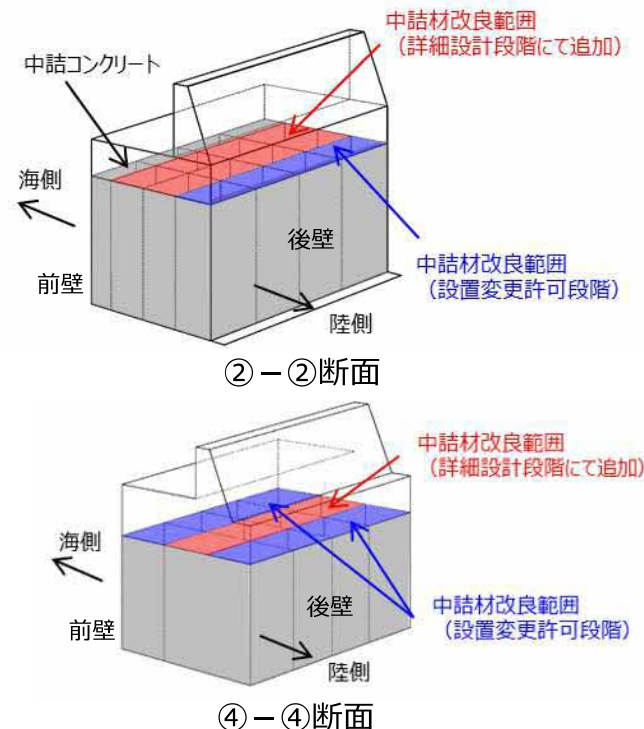 中詰材改良範囲
（詳細設計段階にて追加）
中詰コンクリート
海側
後壁
前壁
中詰材改良範囲
（設置変更許可段階）
陸側
②－②断面
中詰材改良範囲
（詳細設計段階にて追加）
海側
後壁
前壁
中詰材改良範囲
（設置変更許可段階）
陸側
④－④断面